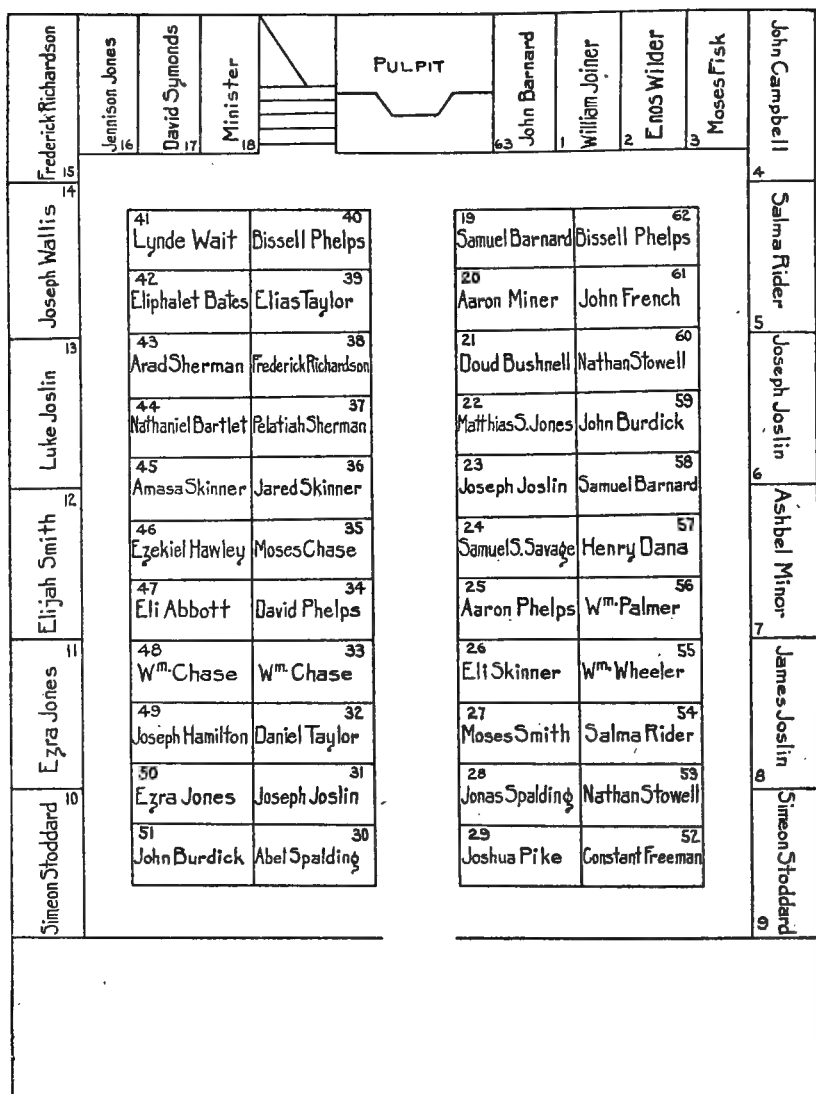 Frederick Richardson 15
Jennison Jones 16
David Symonds 17
Minister 18
PULPIT
63 John Barnard
1 William Joiner
2 Enos Wilder
3 Moses Fisk
4 John Campbell
14 Joseph Wallis
13 Luke Joslin
12 Elijah Smith
11 Ezra Jones
10 Simeon Stoddard
41 Lynde Wait
40 Bissell Phelps
42 Eliphalet Bates
39 Elias Taylor
43 Arad Sherman
38 Frederick Richardson
44 Nathaniel Bartlet
37 Pelatiah Sherman
45 Amasa Skinner
36 Jared Skinner
46 Ezekiel Hawley
35 Moses Chase
47 Eli Abbott
34 David Phelps
48 Wm. Chase
33 Wm. Chase
49 Joseph Hamilton
32 Daniel Taylor
50 Ezra Jones
31 Joseph Joslin
51 John Burdick
30 Abel Spalding
19 Samuel Barnard
62 Bissell Phelps
20 Aaron Miner
61 John French
21 Doud Bushnell
60 Nathan Stowell
22 Matthias S. Jones
59 John Burdick
23 Joseph Joslin
58 Samuel Barnard
24 Samuel S. Savage
57 Henry Dana
25 Aaron Phelps
56 Wm. Palmer
26 Eli Skinner
55 Wm. Wheeler
27 Moses Smith
54 Salma Rider
28 Jonas Spalding
53 Nathan Stowell
29 Joshua Pike
52 Constant Freeman
5 Salma Rider
6 Joseph Joslin
7 Ashbel Minor
8 James Joslin
9 Simeon Stoddard